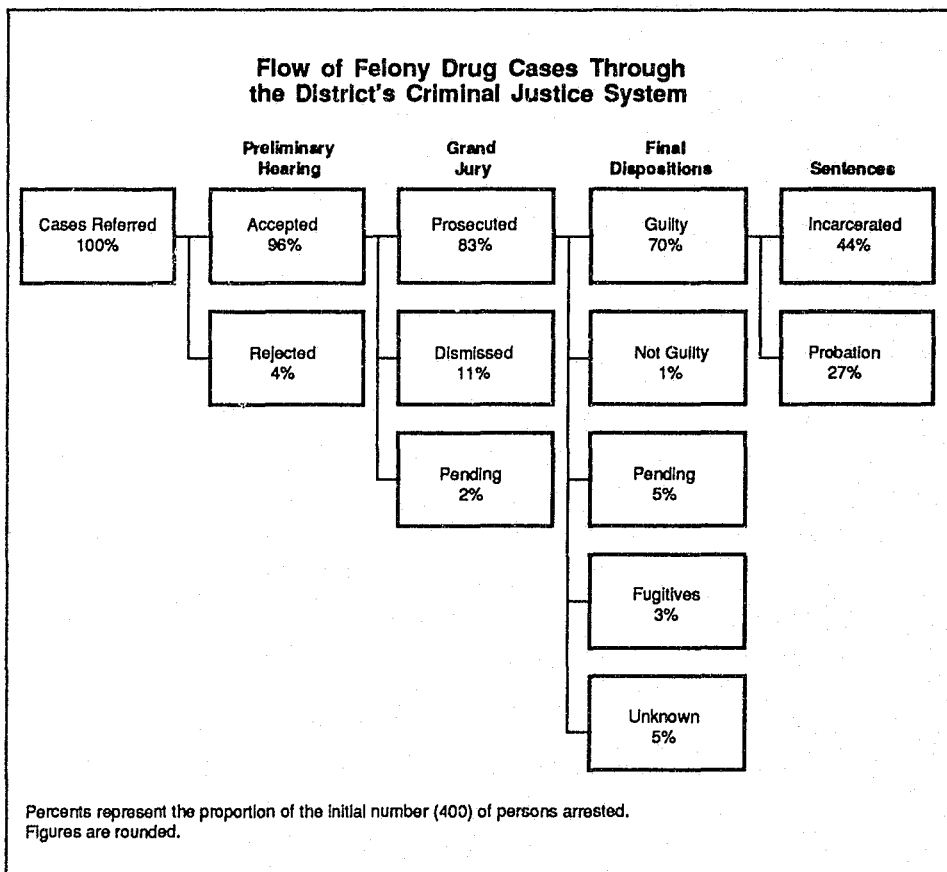 Flow of Felony Drug Cases Through
the District's Criminal Justice System
Preliminary
Hearing
Grand
Jury
Final
Dispositions
Sentences
Cases Referred
100%
Accepted
96%
Prosecuted
83%
Guilty
70%
Incarcerated
44%
Rejected
4%
Dismissed
11%
Not Guilty
1%
Probation
27%
Pending
2%
Pending
5%
Fugitives
3%
Unknown
5%
Percents represent the proportion of the initial number (400) of persons arrested.
Figures are rounded.